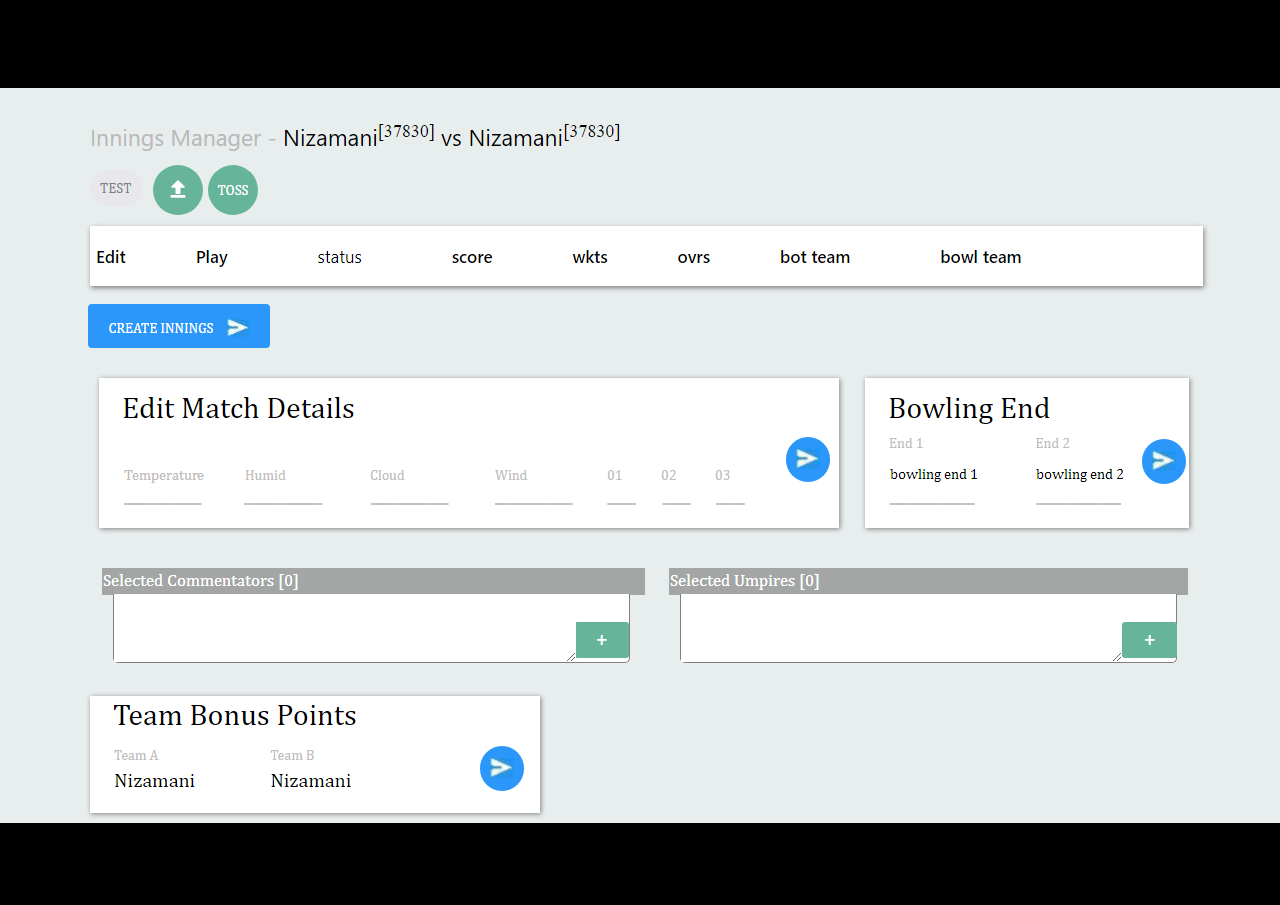 Innings Manager - Nizamani[37830] vs Nizamani[37830]
TEST TOSS
Edit Play status score wkts ovrs bot team bowl team
CREATE INNINGS
Edit Match Details
Temperature Humid Cloud Wind 01 02 03
Bowling End
End 1 End 2
bowling end 1 bowling end 2
Selected Commentators [0]
+
Selected Umpires [0]
+
Team Bonus Points
Team A Team B
Nizamani Nizamani